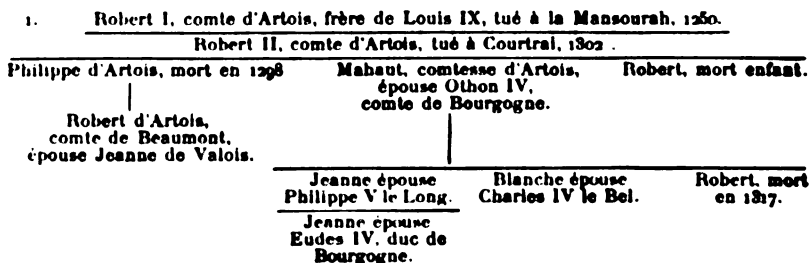 1. Robert I, comte d'Artois, frère de Louis IX, tué à la Mansourah, 1250.
Robert II, comte d'Artois, tué à Courtrai, 1302.
Philippe d'Artois, mort en 1298
Robert d'Artois,
comte de Beaumont,
épouse Jeanne de Valois.
Mahaut, comtesse d'Artois,
épouse Othon IV,
comte de Bourgogne.
Robert, mort enfant.
Jeanne épouse
Philippe V le Long.
Jeanne épouse
Eudes IV, duc de
Bourgogne.
Blanche épouse
Charles IV le Bel.
Robert, mort
en 1317.